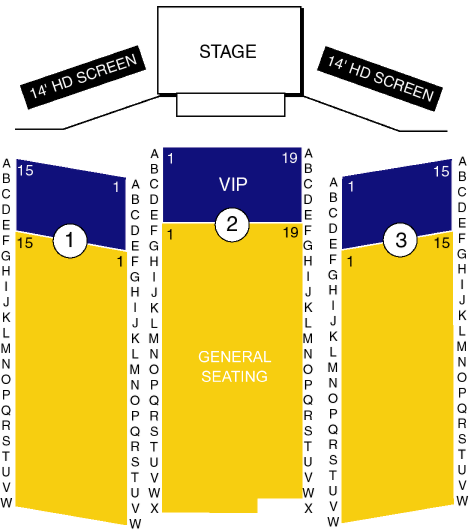 STAGE
14' HD SCREEN
14' HD SCREEN
A B C D E F G H I J K L M N O P Q R S T U V W
15 1
1
15 1
A B C D E F G H I J K L M N O P Q R S T U V W
A B C D E F G H I J K L M N O P Q R S T U V W X
1 19
VIP
2
1 19
GENERAL
SEATING
A B C D E F G H I J K L M N O P Q R S T U V W X
A B C D E F G H I J K L M N O P Q R S T U V W
1 15
3
1 15
A B C D E F G H I J K L M N O P Q R S T U V W